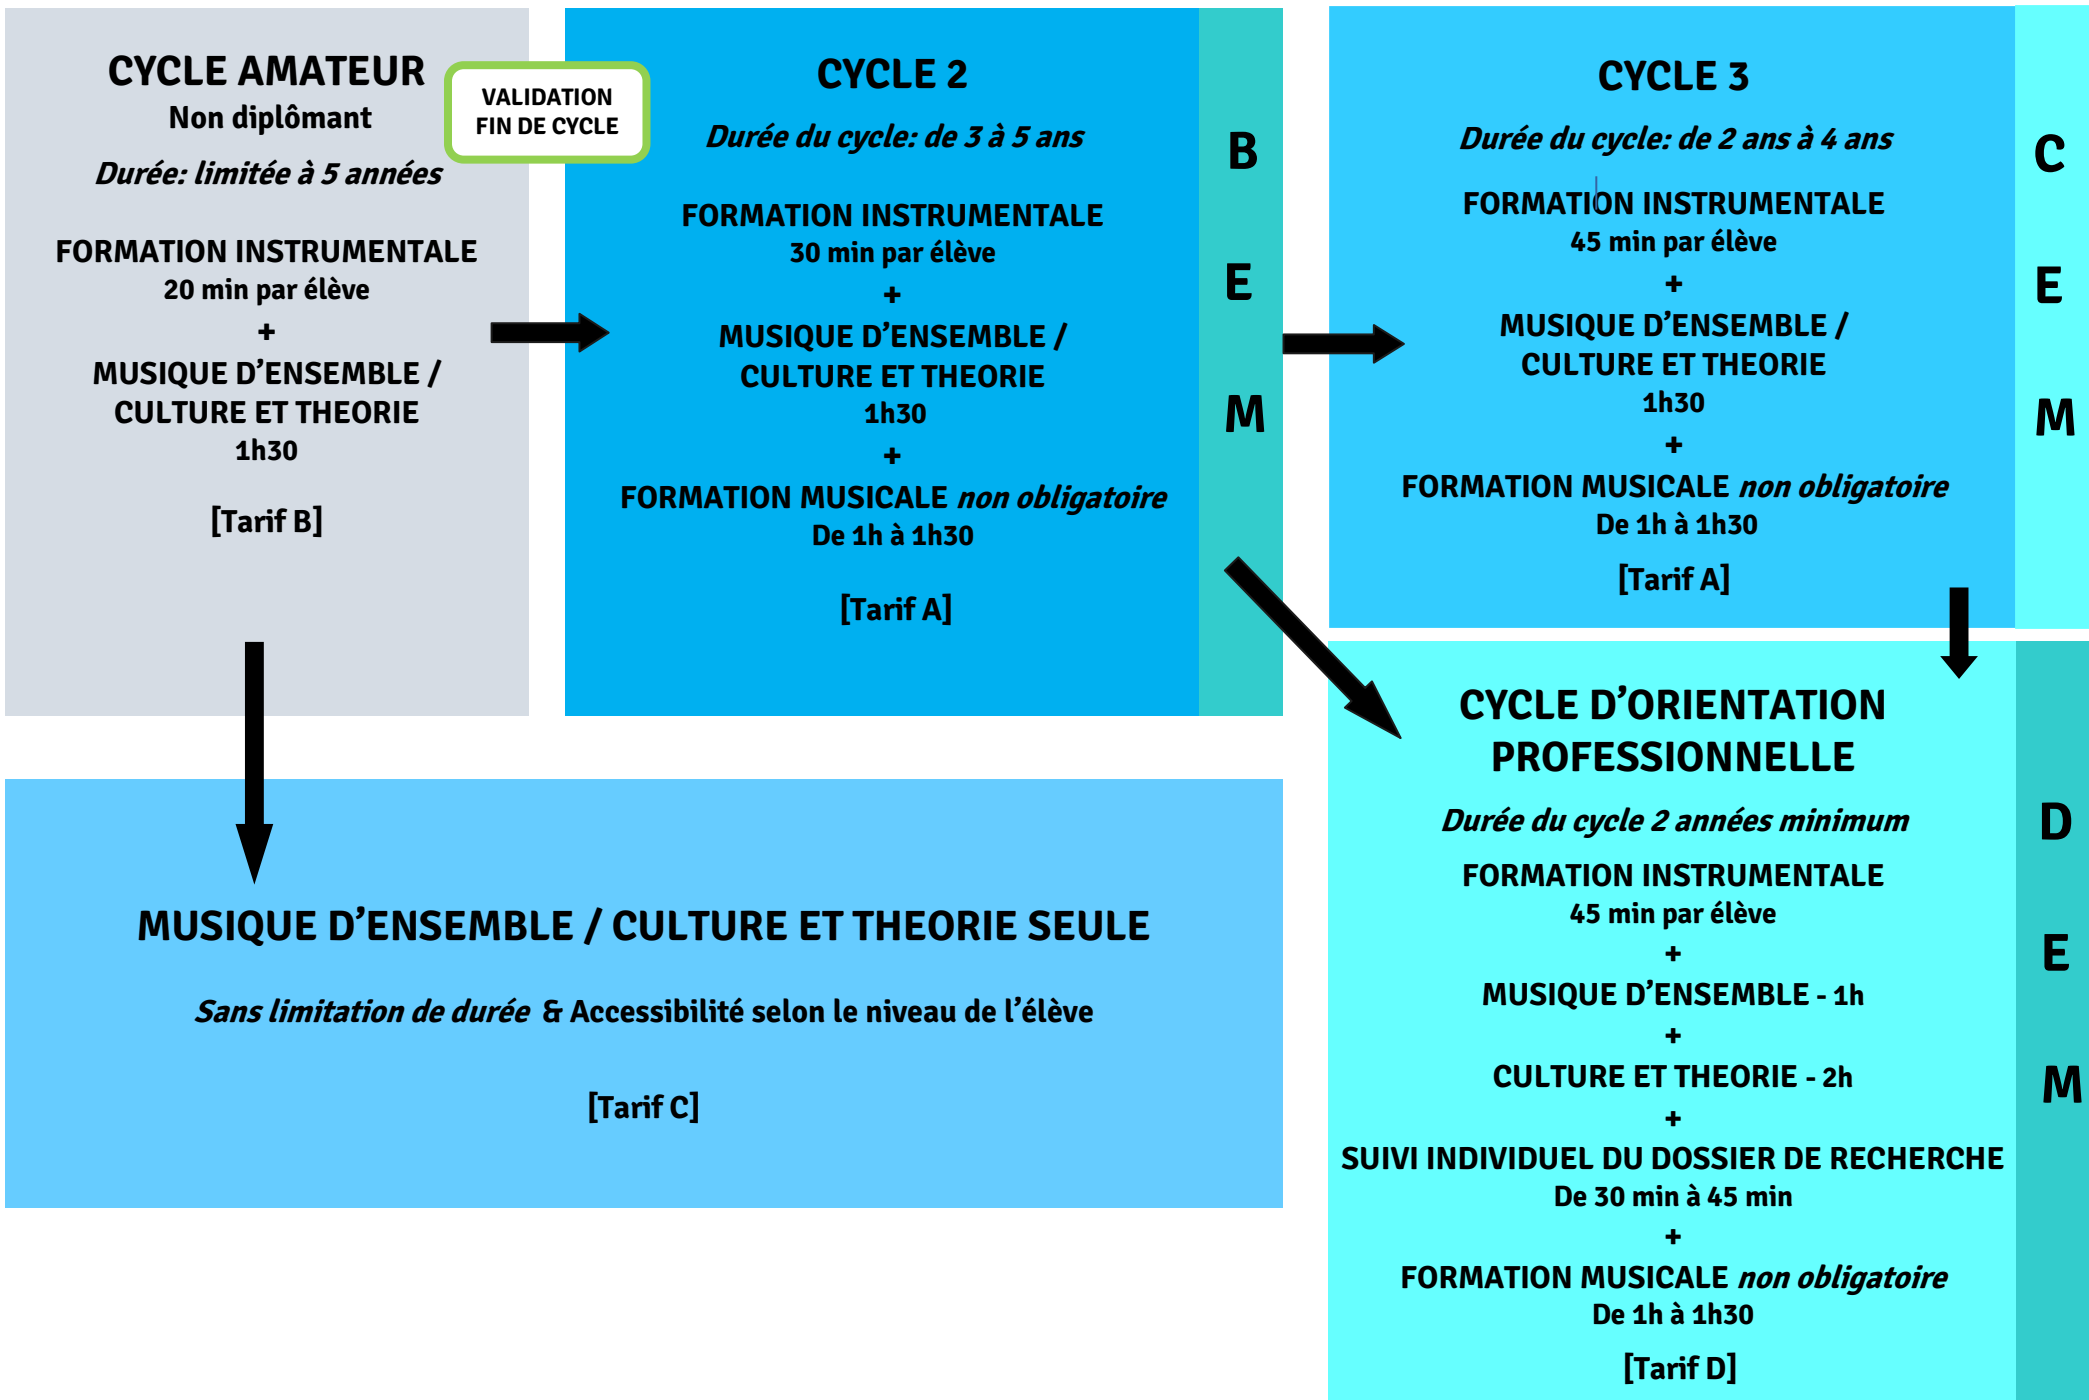 CYCLE AMATEUR
Non diplômant
Durée: limitée à 5 années
FORMATION INSTRUMENTALE
20 min par élève
+
MUSIQUE D’ENSEMBLE /
CULTURE ET THEORIE
1h30
[Tarif B]
VALIDATION
FIN DE CYCLE
CYCLE 2
Durée du cycle: de 3 à 5 ans
FORMATION INSTRUMENTALE
30 min par élève
+
MUSIQUE D’ENSEMBLE /
CULTURE ET THEORIE
1h30
+
FORMATION MUSICALE non obligatoire
De 1h à 1h30
[Tarif A]
B
E
M
CYCLE 3
Durée du cycle: de 2 ans à 4 ans
FORMATION INSTRUMENTALE
45 min par élève
+
MUSIQUE D’ENSEMBLE /
CULTURE ET THEORIE
1h30
+
FORMATION MUSICALE non obligatoire
De 1h à 1h30
[Tarif A]
C
E
M
MUSIQUE D’ENSEMBLE / CULTURE ET THEORIE SEULE
Sans limitation de durée & Accessibilité selon le niveau de l’élève
[Tarif C]
CYCLE D’ORIENTATION
PROFESSIONNELLE
Durée du cycle 2 années minimum
FORMATION INSTRUMENTALE
45 min par élève
+
MUSIQUE D’ENSEMBLE - 1h
+
CULTURE ET THEORIE - 2h
+
SUIVI INDIVIDUEL DU DOSSIER DE RECHERCHE
De 30 min à 45 min
+
FORMATION MUSICALE non obligatoire
De 1h à 1h30
[Tarif D]
D
E
M